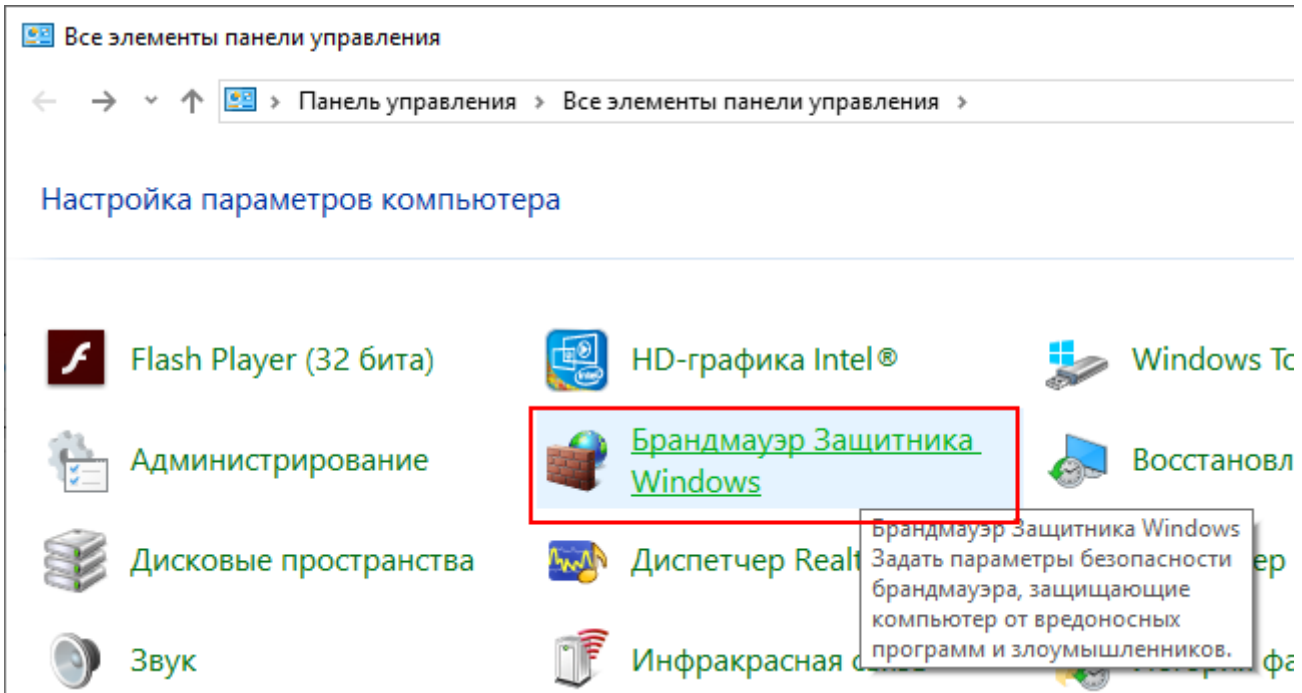 Все элементы панели управления
Панель управления › Все элементы панели управления ›
Настройка параметров компьютера
Flash Player (32 бита)
HD-графика Intel®
Windows
Администрирование
Брандмауэр Защитника
Windows
Дисковые пространства
Диспетчер
Брандмауэр Защитника Windows
Задать параметры безопасности
брандмауэра, защищающие
компьютер от вредоносных
программ и злоумышленников.
Звук
Инфракрасная